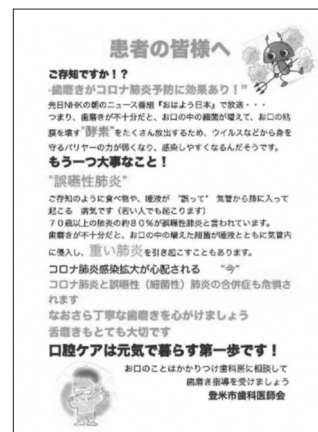 患者の皆様へ
ご存知ですか！？
"歯磨きがコロナ肺炎予防に効果あり！"
先日NHKの朝のニュース番組『おはよう日本』で放送・・・
つまり、歯磨きが不十分だと、お口の中の細菌が増えて、お口の粘
膜を壊す"酵素"をたくさん放出するため、ウイルスなどから身を
守るバリヤーの力が弱くなり、感染しやすくなるんだそうです。
もう一つ大事なこと！
"誤嚥性肺炎"
ご存知のように食べ物や、唾液が "誤って" 気管から肺に入って
起こる 病気です（若い人でも起こります）
７０歳以上の肺炎の約８０％が誤嚥性肺炎と言われています。
歯磨きが不十分だと、お口の中の増えた細菌が唾液とともに気管内
に侵入し、重い肺炎を引き起こすこともあります。
コロナ肺炎感染拡大が心配される "今"
コロナ肺炎と誤嚥性（細菌性）肺炎の合併症も危惧さ
れます
なおさら丁寧な歯磨きを心がけましょう
舌磨きもとても大切です
口腔ケアは元気で暮らす第一歩です！
お口のことはかかりつけ歯科医に相談して
歯磨き指導を受けましょう
登米市歯科医師会